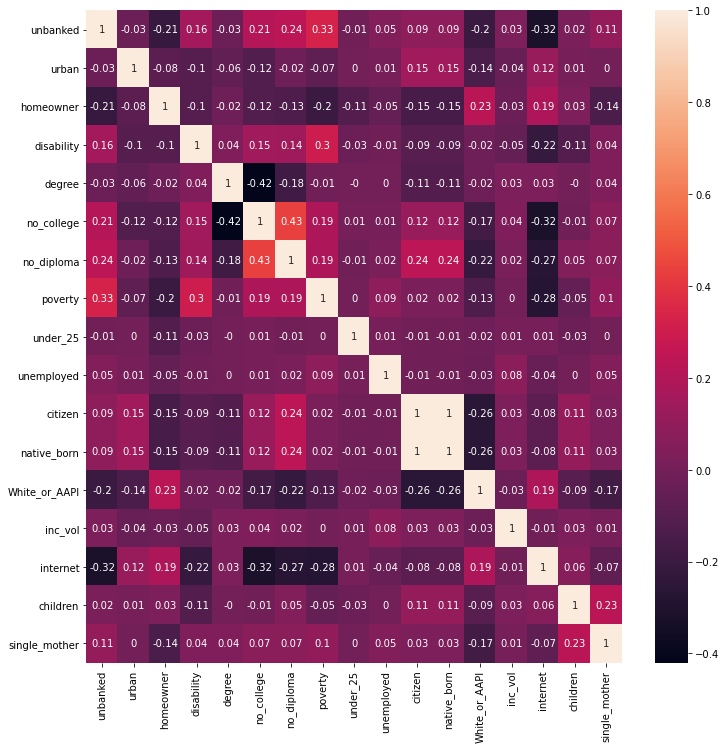 unbanked 1 -0.03 -0.21 0.16 -0.03 0.21 0.24 0.33 -0.01 0.05 0.09 0.09 -0.2 0.03 -0.32 0.02 0.11
urban -0.03 1 -0.08 -0.1 -0.06 -0.12 -0.02 -0.07 0 0.01 0.15 0.15 -0.14 -0.04 0.12 0.01 0
homeowner -0.21 -0.08 1 -0.1 -0.02 -0.12 -0.13 -0.2 -0.11 -0.05 -0.15 -0.15 0.23 -0.03 0.19 0.03 -0.14
disability 0.16 -0.1 -0.1 1 0.04 0.15 0.14 0.3 -0.03 -0.01 -0.09 -0.09 -0.02 -0.05 -0.22 -0.11 0.04
degree -0.03 -0.06 -0.02 0.04 1 -0.42 -0.18 -0.01 -0 0 -0.11 -0.11 -0.02 0.03 0.03 -0 0.04
no_college 0.21 -0.12 -0.12 0.15 -0.42 1 0.43 0.19 0.01 0.01 0.12 0.12 -0.17 0.04 -0.32 -0.01 0.07
no_diploma 0.24 -0.02 -0.13 0.14 -0.18 0.43 1 0.19 -0.01 0.02 0.24 0.24 -0.22 0.02 -0.27 0.05 0.07
poverty 0.33 -0.07 -0.2 0.3 -0.01 0.19 0.19 1 0 0.09 0.02 0.02 -0.13 0 -0.28 -0.05 0.1
under_25 -0.01 0 -0.11 -0.03 -0 0.01 -0.01 0 1 0.01 -0.01 -0.01 -0.02 0.01 0.01 -0.03 0
unemployed 0.05 0.01 -0.05 -0.01 0 0.01 0.02 0.09 0.01 1 -0.01 -0.01 -0.03 0.08 -0.04 0 0.05
citizen 0.09 0.15 -0.15 -0.09 -0.11 0.12 0.24 0.02 -0.01 -0.01 1 1 -0.26 0.03 -0.08 0.11 0.03
native_born 0.09 0.15 -0.15 -0.09 -0.11 0.12 0.24 0.02 -0.01 -0.01 1 1 -0.26 0.03 -0.08 0.11 0.03
White_or_AAPI -0.2 -0.14 0.23 -0.02 -0.02 -0.17 -0.22 -0.13 -0.02 -0.03 -0.26 -0.26 1 -0.03 0.19 -0.09 -0.17
inc_vol 0.03 -0.04 -0.03 -0.05 0.03 0.04 0.02 0 0.01 0.08 0.03 0.03 -0.03 1 -0.01 0.03 0.01
internet -0.32 0.12 0.19 -0.22 0.03 -0.32 -0.27 -0.28 0.01 -0.04 -0.08 -0.08 0.19 -0.01 1 0.06 -0.07
children 0.02 0.01 0.03 -0.11 -0 -0.01 0.05 -0.05 -0.03 0 0.11 0.11 -0.09 0.03 0.06 1 0.23
single_mother 0.11 0 -0.14 0.04 0.04 0.07 0.07 0.1 0 0.05 0.03 0.03 -0.17 0.01 -0.07 0.23 1
unbanked
urban
homeowner
disability
degree
no_college
no_diploma
poverty
under_25
unemployed
citizen
native_born
White_or_AAPI
inc_vol
internet
children
single_mother
1.0
0.8
0.6
0.4
0.2
0.0
−0.2
−0.4